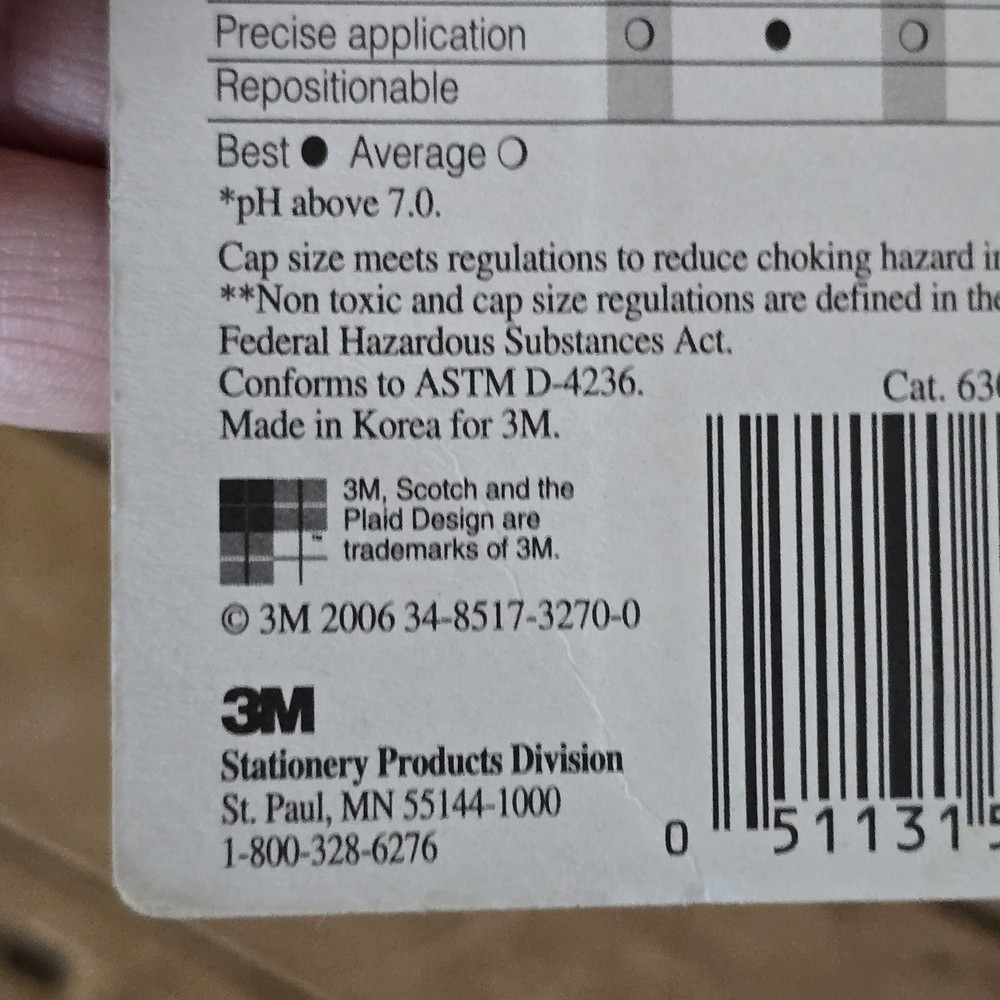 Precise application
Repositionable
Best ● Average ❍
*pH above 7.0.
Cap size meets regulations to reduce choking hazard
**Non toxic and cap size regulations are defined in
Federal Hazardous Substances Act.
Conforms to ASTM D-4236.
Cat.
Made in Korea for 3M.
3M, Scotch and the
Plaid Design are
trademarks of 3M.
™
© 3M 2006 34-8517-3270-0
3M
Stationery Products Division
St. Paul, MN 55144-1000
1-800-328-6276
0 51131